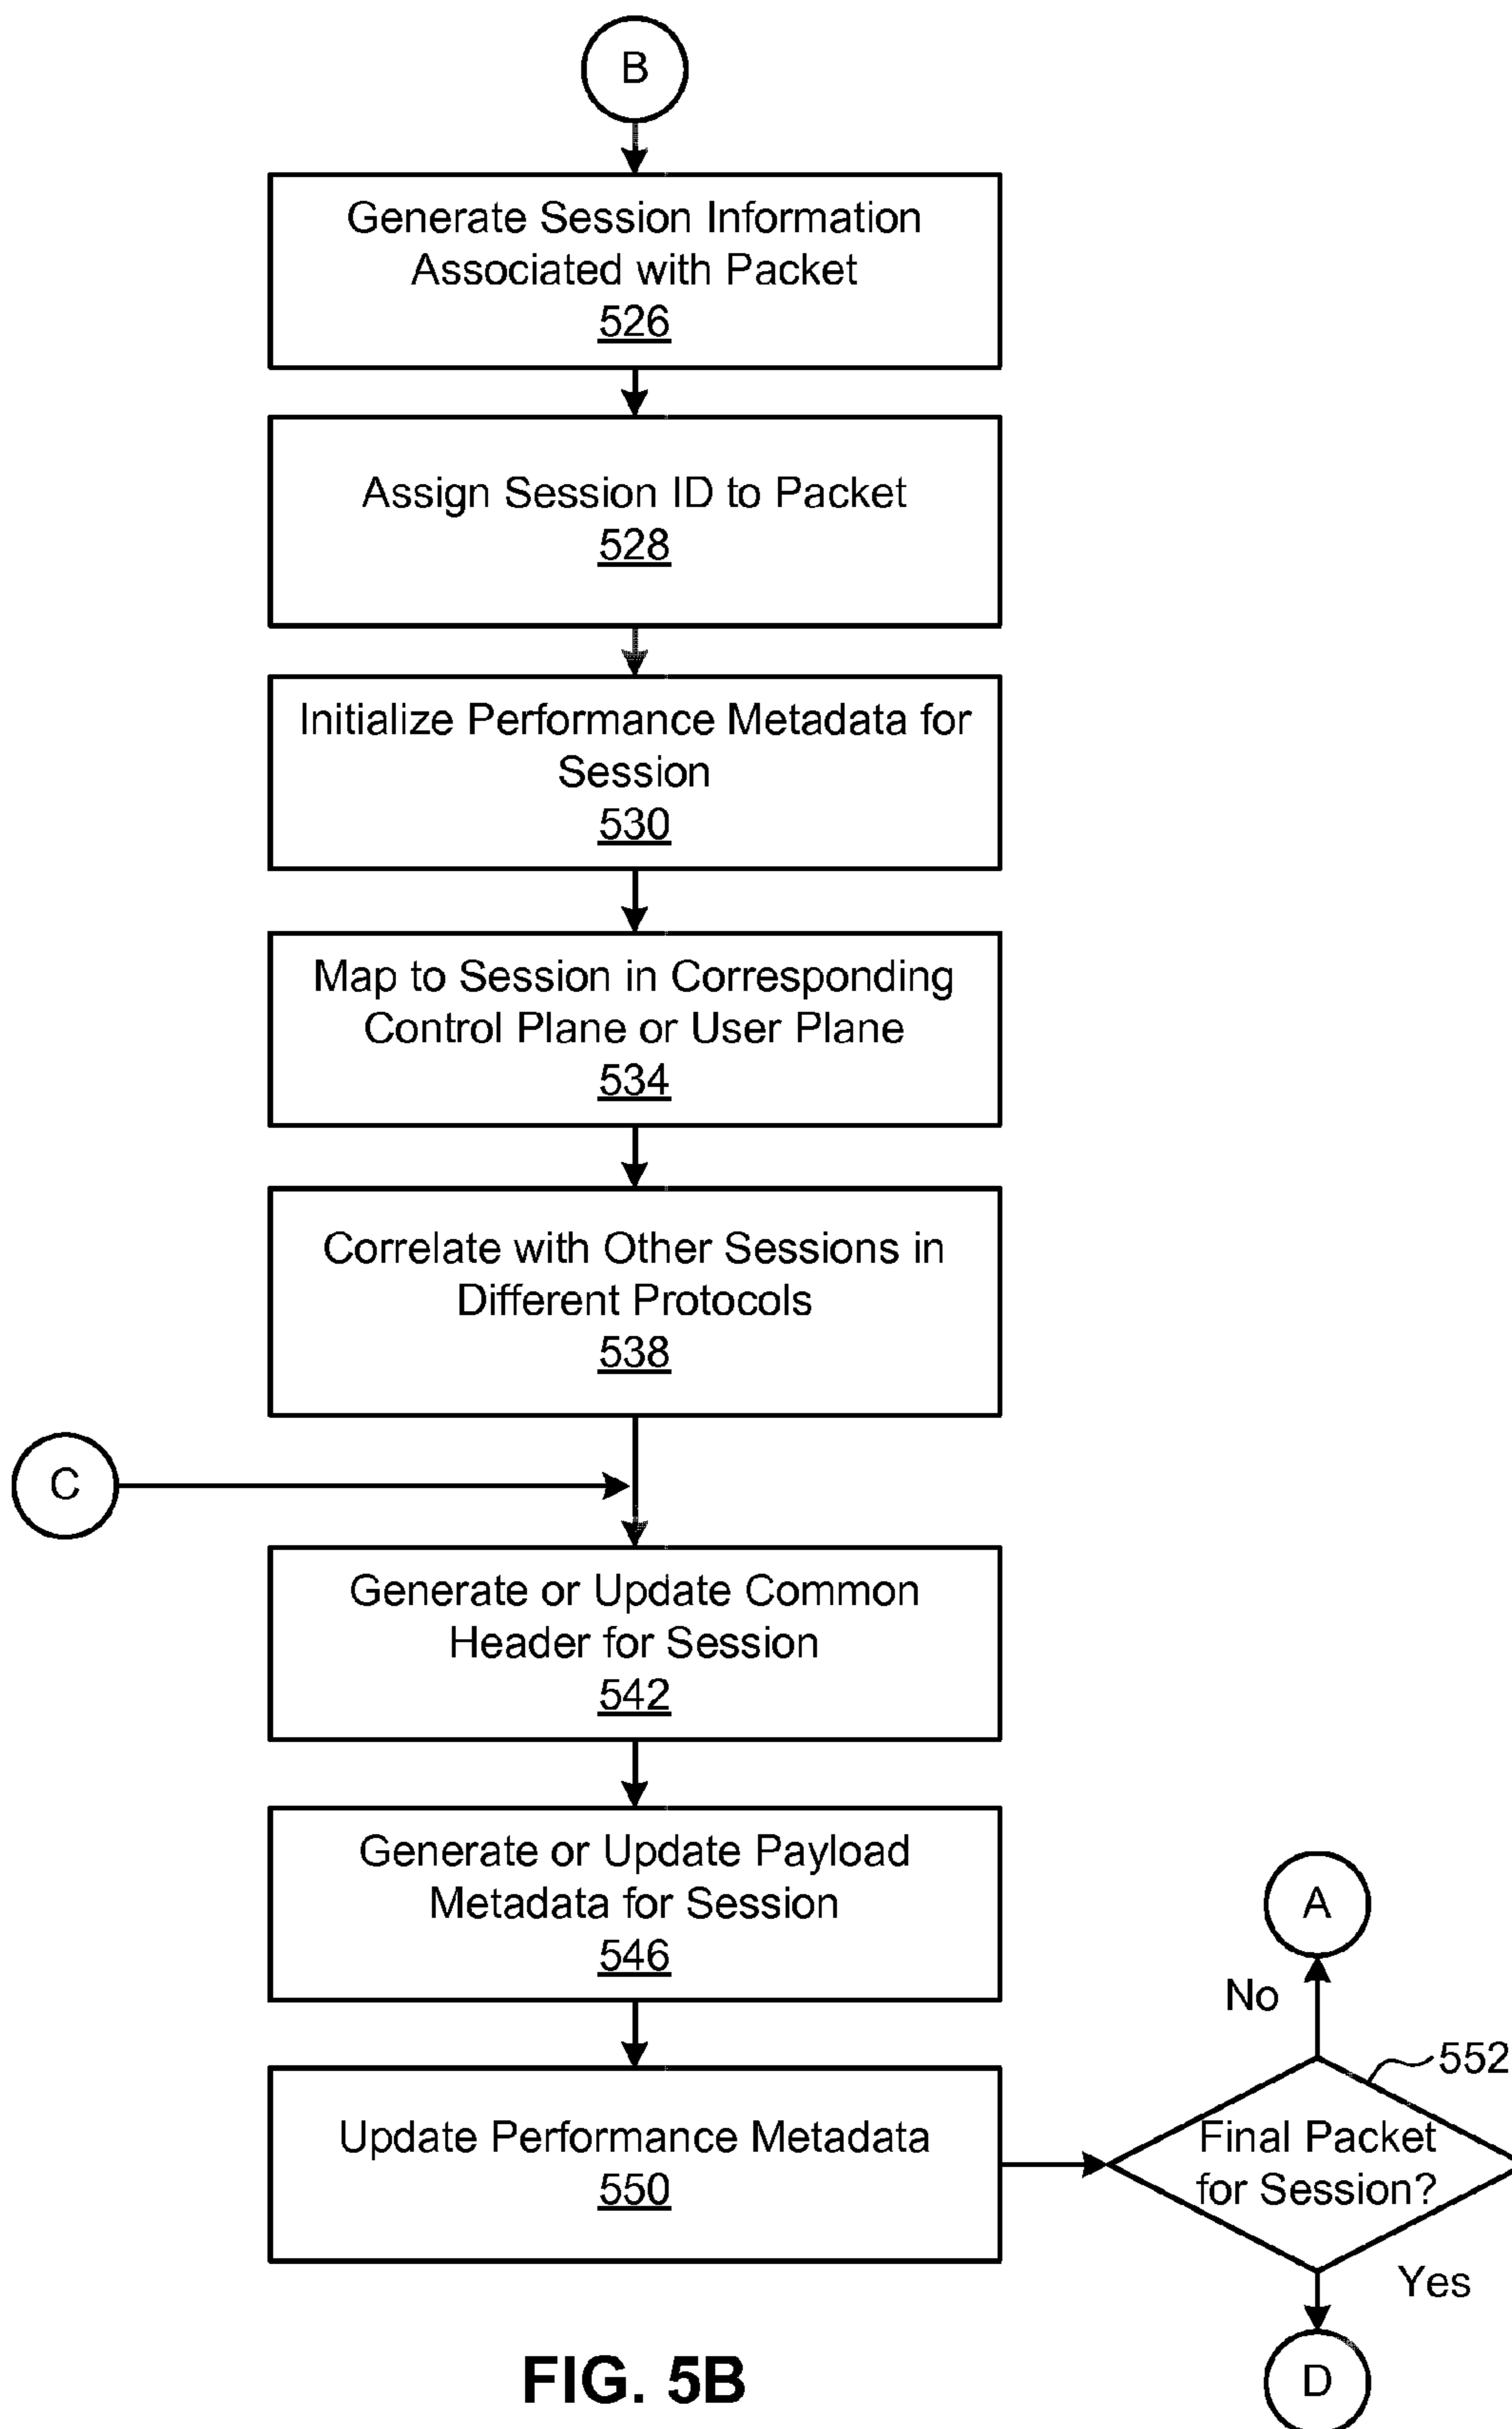 B
Generate Session Information
Associated with Packet
526
Assign Session ID to Packet
528
Initialize Performance Metadata for
Session
530
Map to Session in Corresponding
Control Plane or User Plane
534
Correlate with Other Sessions in
Different Protocols
538
C
Generate or Update Common
Header for Session
542
Generate or Update Payload
Metadata for Session
546
A
No
552
Update Performance Metadata
550
Final Packet
for Session?
Yes
D
FIG. 5B